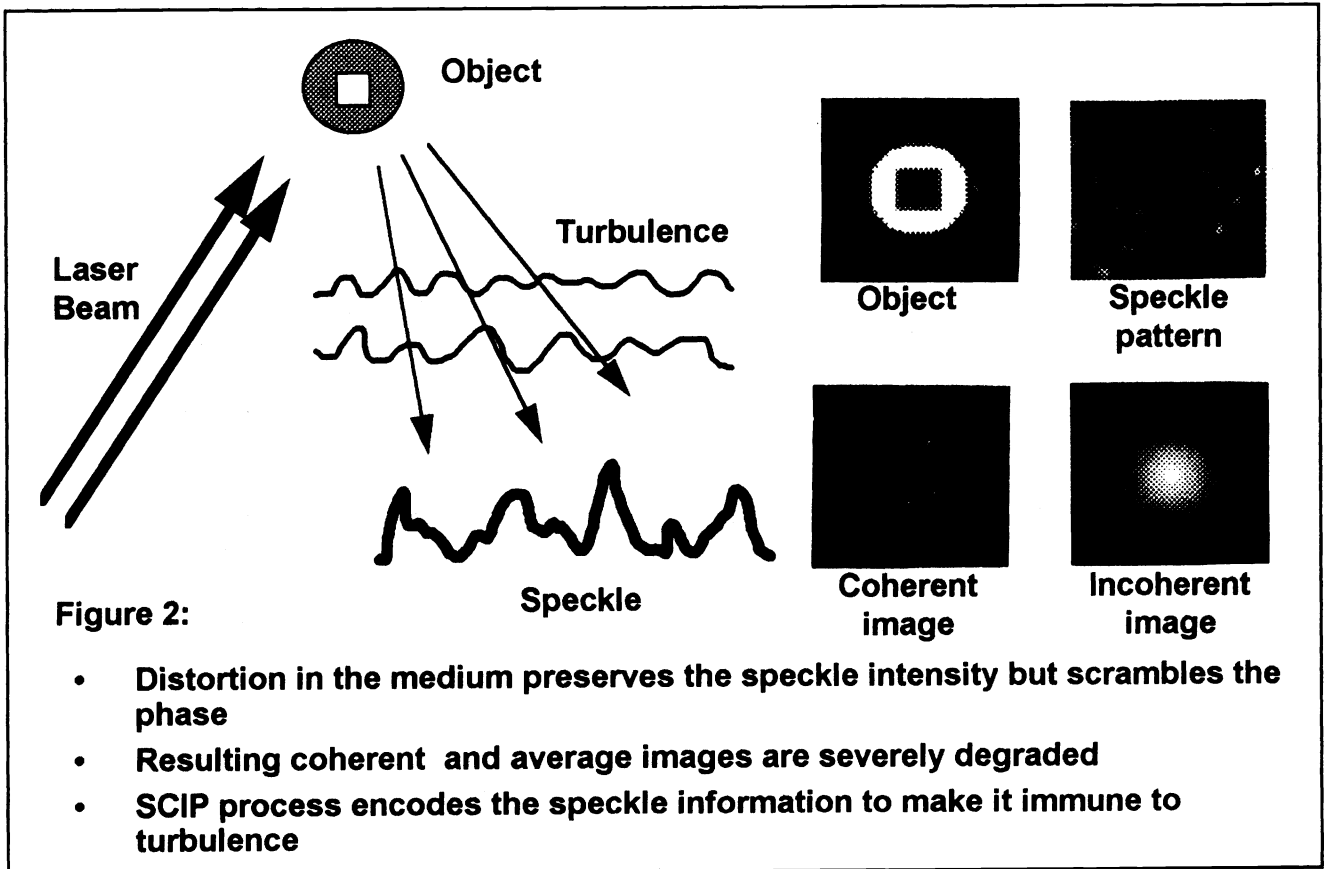 Object
Laser
Beam
Turbulence
Speckle
Object
Speckle
pattern
Coherent
image
Incoherent
image
Figure 2:
• Distortion in the medium preserves the speckle intensity but scrambles the
phase
• Resulting coherent and average images are severely degraded
• SCIP process encodes the speckle information to make it immune to
turbulence